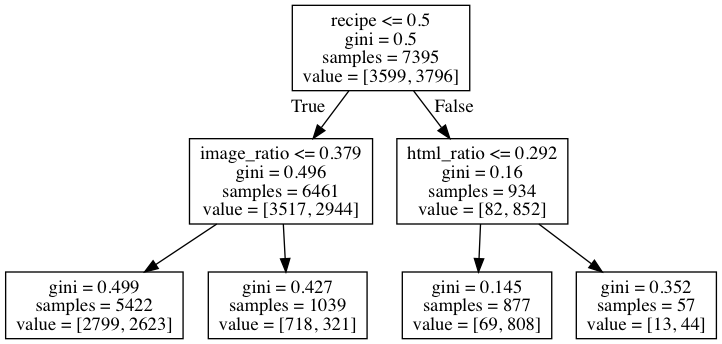 recipe <= 0.5
gini = 0.5
samples = 7395
value = [3599, 3796]
True
False
image_ratio <= 0.379
gini = 0.496
samples = 6461
value = [3517, 2944]
html_ratio <= 0.292
gini = 0.16
samples = 934
value = [82, 852]
gini = 0.499
samples = 5422
value = [2799, 2623]
gini = 0.427
samples = 1039
value = [718, 321]
gini = 0.145
samples = 877
value = [69, 808]
gini = 0.352
samples = 57
value = [13, 44]